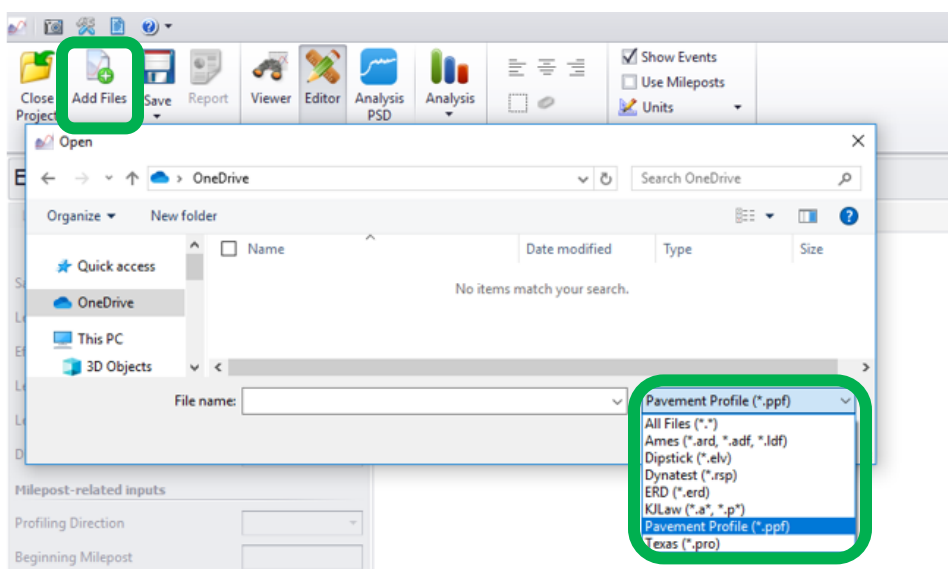 Close
Project
Add Files
Save
Report
Viewer
Editor
Analysis
PSD
Analysis
Show Events
Use Mileposts
Units
Open
OneDrive
Search OneDrive
Organize
New folder
Name
Date modified
Type
Size
Quick access
No items match your search.
OneDrive
This PC
3D Objects
File name:
Pavement Profile (*.ppf)
All Files (*.*)
Ames (*.ard, *.adf, *.ldf)
Dipstick (*.elv)
Dynatest (*.rsp)
ERD (*.erd)
KJLaw (*.a*, *.p*)
Pavement Profile (*.ppf)
Texas (*.pro)
Milepost-related inputs
Profiling Direction
Beginning Milepost